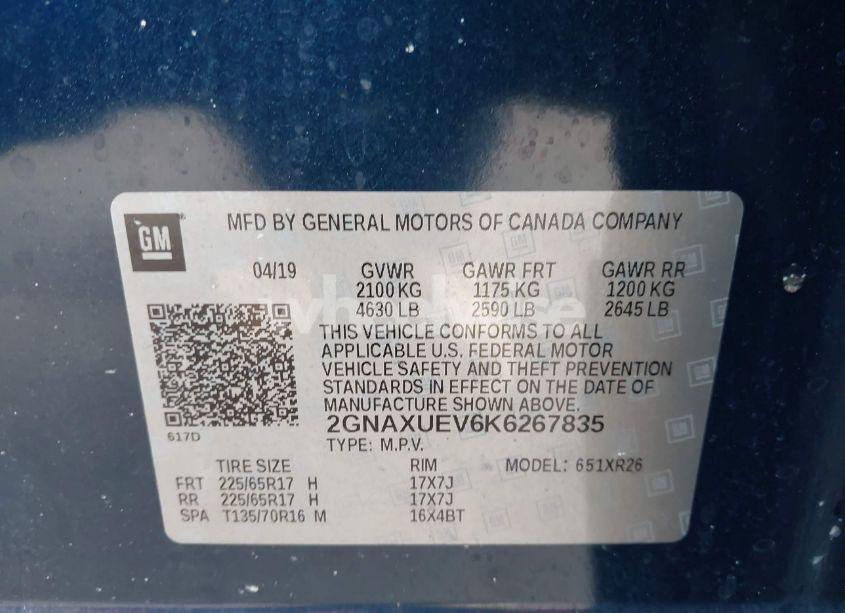 GM
MFD BY GENERAL MOTORS OF CANADA COMPANY
04/19 GVWR GAWR FRT GAWR RR
2100 KG 1175 KG 1200 KG
4630 LB 2590 LB 2645 LB
THIS VEHICLE CONFORMS TO ALL
APPLICABLE U.S. FEDERAL MOTOR
VEHICLE SAFETY AND THEFT PREVENTION
STANDARDS IN EFFECT ON THE DATE OF
MANUFACTURE SHOWN ABOVE.
2GNAXUEV6K6267835
617D
TYPE: M.P.V.
TIRE SIZE RIM MODEL: 651XR26
FRT 225/65R17 H 17X7J
RR 225/65R17 H 17X7J
SPA T135/70R16 M 16X4BT